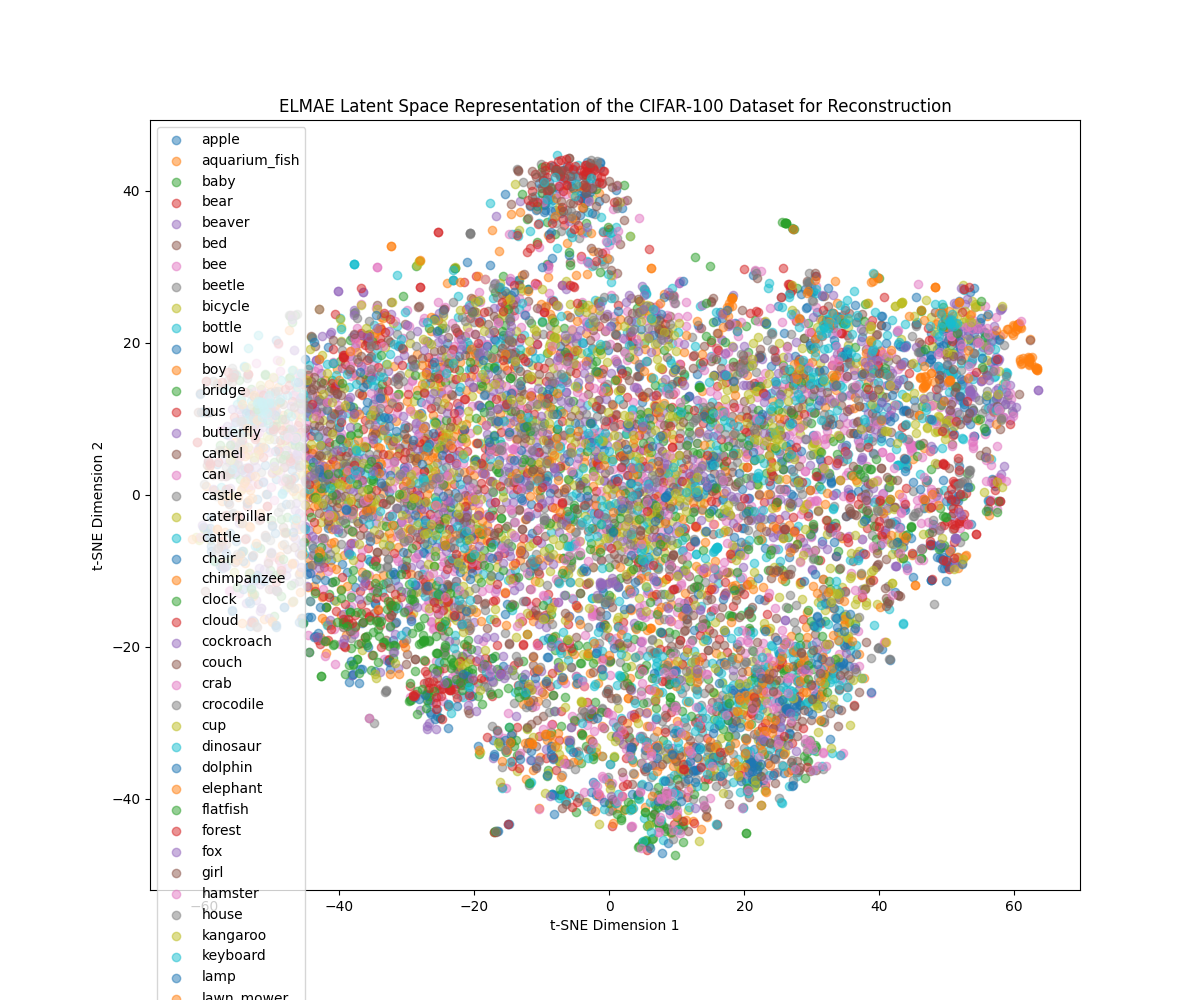 ELMAE Latent Space Representation of the CIFAR-100 Dataset for Reconstruction
apple
aquarium_fish
baby
bear
beaver
bed
bee
beetle
bicycle
bottle
bowl
boy
bridge
bus
butterfly
camel
can
castle
caterpillar
cattle
chair
chimpanzee
clock
cloud
cockroach
couch
crab
crocodile
cup
dinosaur
dolphin
elephant
flatfish
forest
fox
girl
hamster
house
kangaroo
keyboard
lamp
lawn_mower
t-SNE Dimension 2
40
20
0
−20
−40
−60
−40
−20
0
20
40
60
t-SNE Dimension 1